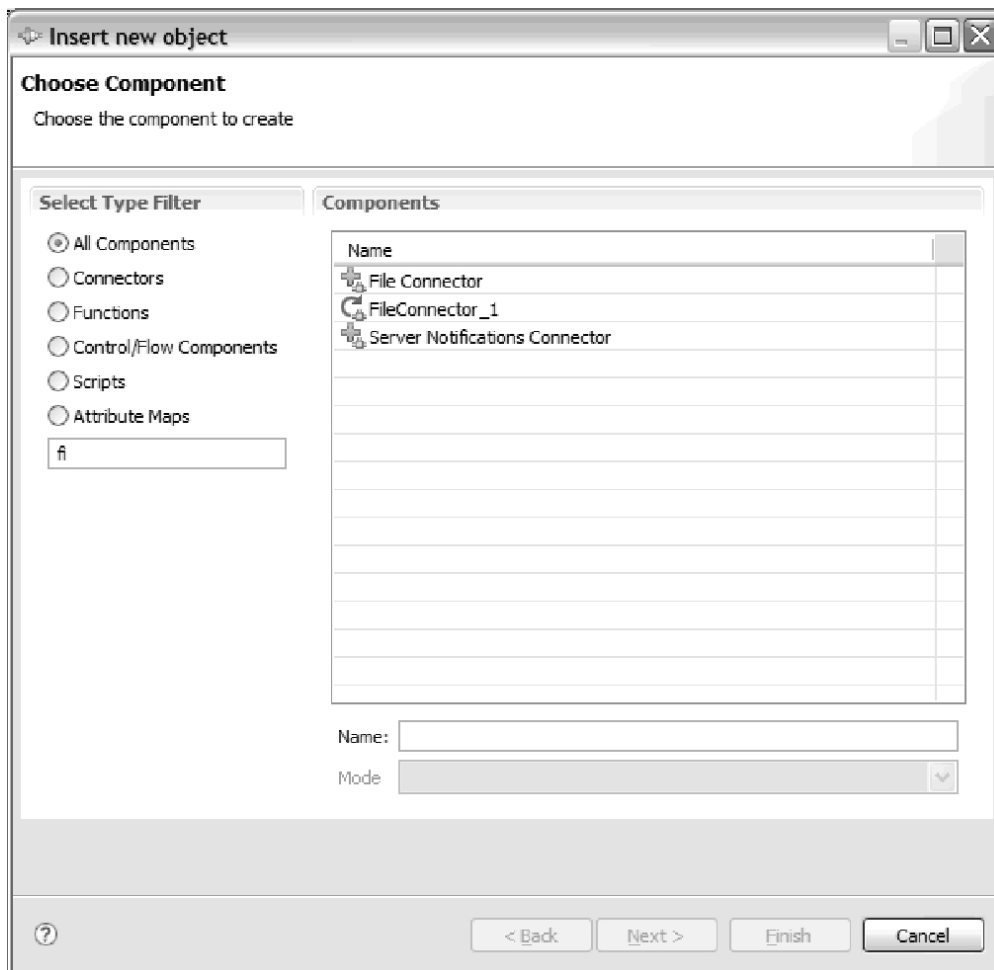 Insert new object
Choose Component
Choose the component to create
Select Type Filter
All Components
Connectors
Functions
Control/Flow Components
Scripts
Attribute Maps
fi
Components
Name
File Connector
FileConnector_1
Server Notifications Connector
Name:
Mode
?
< Back
Next >
Finish
Cancel